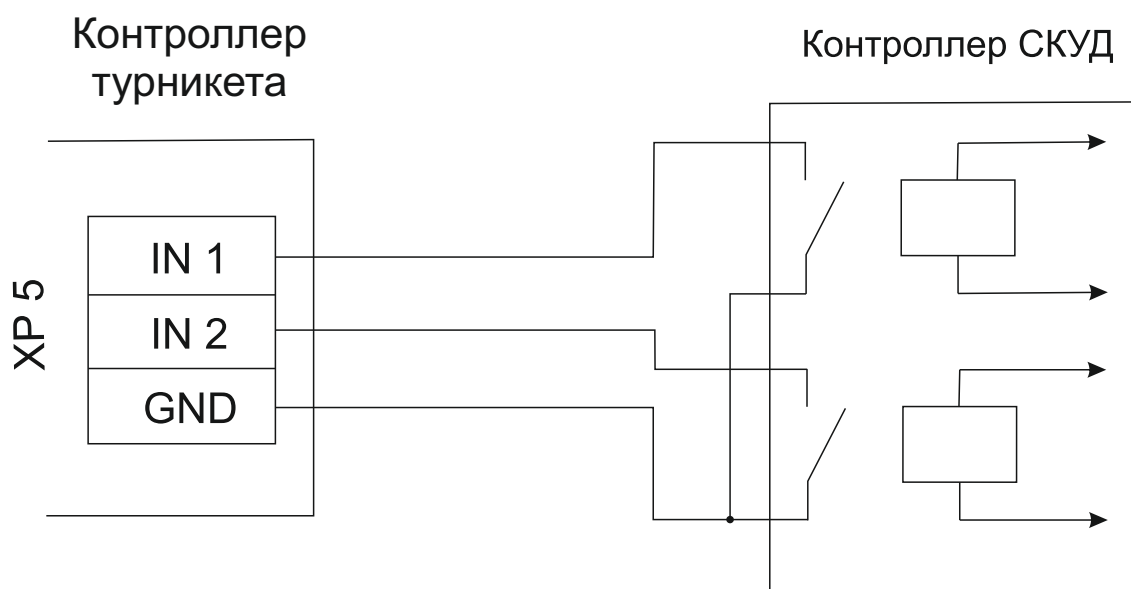 Контроллер
турникета
Контроллер СКУД
XP 5
IN 1
IN 2
GND